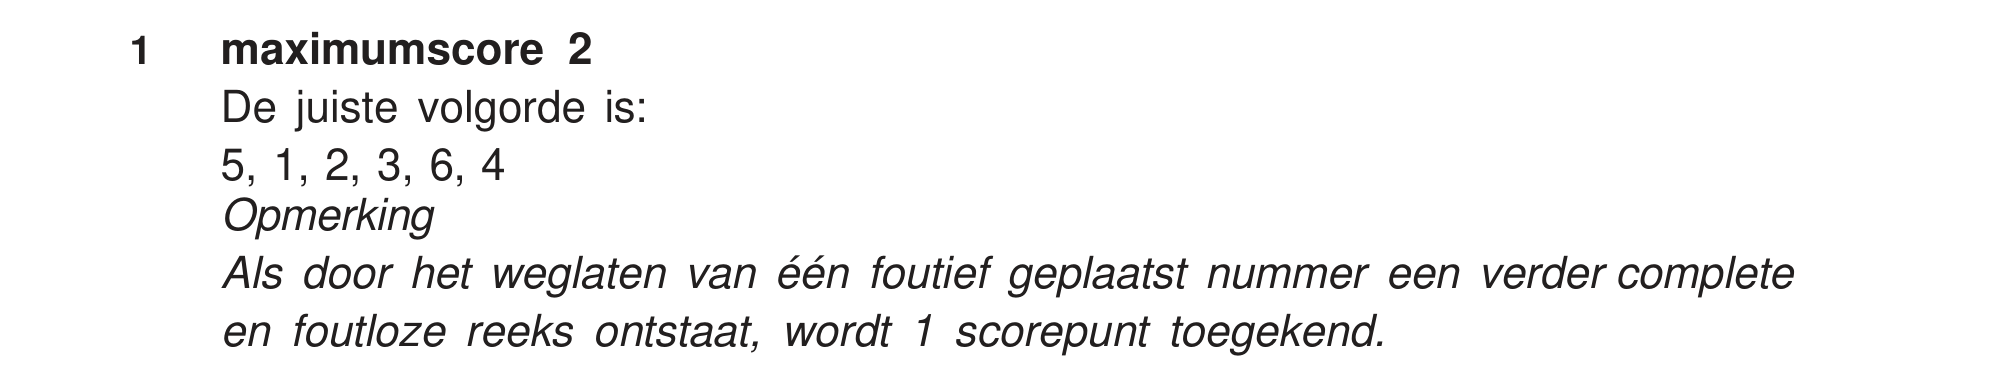 1 maximumscore 2
De juiste volgorde is:
5, 1, 2, 3, 6, 4
Opmerking
Als door het weglaten van één foutief geplaatst nummer een verder complete
en foutloze reeks ontstaat, wordt 1 scorepunt toegekend.